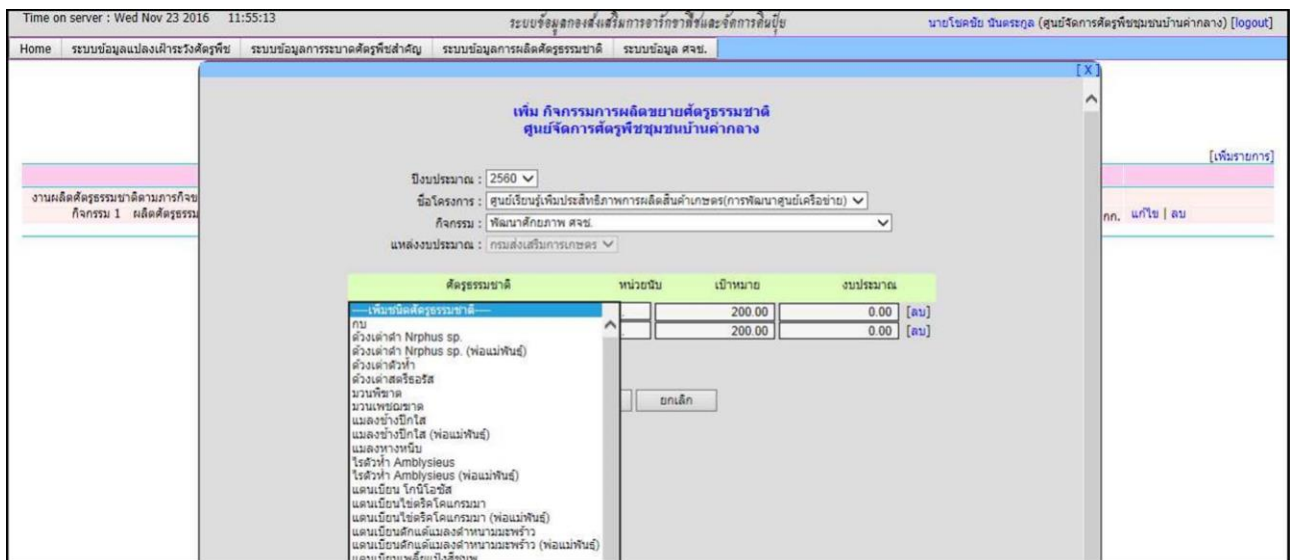 Time on server : Wed Nov 23 2016 11:55:13 ระบบข้อมูลกองส่งเสริมการอารักขาพืชและจัดการดินปุ๋ย นายโชคชัย นันตระกูล (ศูนย์จัดการศัตรูพืชชุมชนบ้านค่ากลาง) [logout]
Home ระบบข้อมูลแปลงเฝ้าระวังศัตรูพืช ระบบข้อมูลการระบาดศัตรูพืชสำคัญ ระบบข้อมูลการผลิตศัตรูธรรมชาติ ระบบข้อมูล ศจช.
[X]
เพิ่ม กิจกรรมการผลิตขยายศัตรูธรรมชาติ
ศูนย์จัดการศัตรูพืชชุมชนบ้านค่ากลาง
[เพิ่มรายการ]
ปีงบประมาณ : 2560
งานผลิตศัตรูธรรมชาติตามภารกิจข
ชื่อโครงการ : ศูนย์เรียนรู้เพิ่มประสิทธิภาพการผลิตสินค้าเกษตร(การพัฒนาศูนย์เครือข่าย)
กิจกรรม 1 ผลิตศัตรูธรรม
กิจกรรม : พัฒนาศักยภาพ ศจช.
กก. แก้ไข | ลบ
แหล่งงบประมาณ : กรมส่งเสริมการเกษตร
ศัตรูธรรมชาติ หน่วยนับ เป้าหมาย งบประมาณ
----เพิ่มชนิดศัตรูธรรมชาติ---- 200.00 0.00 [ลบ]
กบ
200.00 0.00 [ลบ]
ด้วงเต่าดำ Nrphus sp.
ด้วงเต่าดำ Nrphus sp. (พ่อแม่พันธุ์)
ด้วงเต่าตัวห้ำ
ด้วงเต่าสตรีธอรัส
มวนพิฆาต
มวนเพชฌฆาต
ยกเลิก
แมลงช้างปีกใส
แมลงช้างปีกใส (พ่อแม่พันธุ์)
แมลงหางหนีบ
ไรตัวห้ำ Amblysieus
ไรตัวห้ำ Amblysieus (พ่อแม่พันธุ์)
แตนเบียน โกนิโอซัส
แตนเบียนไข่ตริคโคแกรมมา
แตนเบียนไข่ตริคโคแกรมมา (พ่อแม่พันธุ์)
แตนเบียนดักแด้แมลงดำหนามมะพร้าว
แตนเบียนดักแด้แมลงดำหนามมะพร้าว (พ่อแม่พันธุ์)
แตนเบียนเพลี้ยแป้งสีชมพู